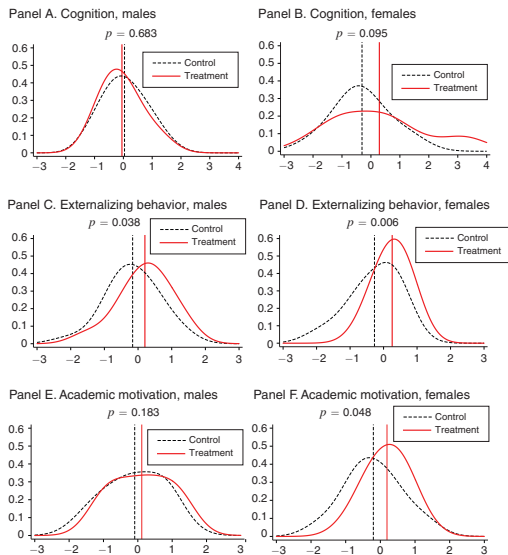 Panel A. Cognition, males
p = 0.683
Control
Treatment
0.6
0.5
0.4
0.3
0.2
0.1
0
−3 −2 −1 0 1 2 3 4
Panel B. Cognition, females
p = 0.095
Control
Treatment
0.6
0.5
0.4
0.3
0.2
0.1
0
−3 −2 −1 0 1 2 3 4
Panel C. Externalizing behavior, males
p = 0.038
Control
Treatment
0.6
0.5
0.4
0.3
0.2
0.1
0
−3 −2 −1 0 1 2 3
Panel D. Externalizing behavior, females
p = 0.006
Control
Treatment
0.6
0.5
0.4
0.3
0.2
0.1
0
−3 −2 −1 0 1 2 3
Panel E. Academic motivation, males
p = 0.183
Control
Treatment
0.6
0.5
0.4
0.3
0.2
0.1
0
−3 −2 −1 0 1 2 3
Panel F. Academic motivation, females
p = 0.048
Control
Treatment
0.6
0.5
0.4
0.3
0.2
0.1
0
−3 −2 −1 0 1 2 3